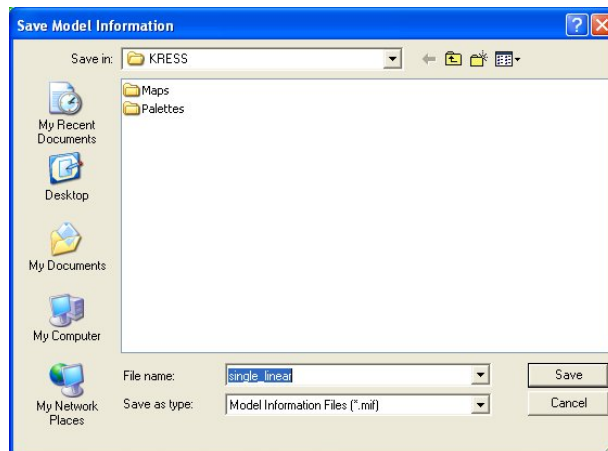 Save Model Information
Save in: KRESS
Maps
Palettes
My Recent
Documents
Desktop
My Documents
My Computer
My Network
Places
File name: single_linear Save
Save as type: Model Information Files (*.mif) Cancel